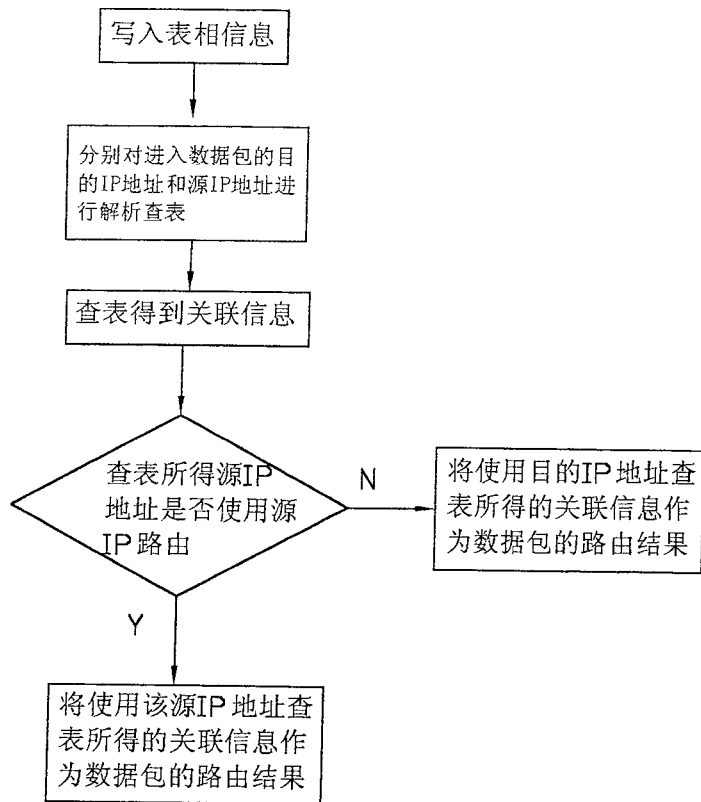 写入表相信息
分别对进入数据包的目
的IP地址和源IP地址进
行解析查表
查表得到关联信息
查表所得源IP
地址是否使用源
IP路由
N
将使用目的IP地址查
表所得的关联信息作
为数据包的路由结果
Y
将使用该源IP地址查
表所得的关联信息作
为数据包的路由结果